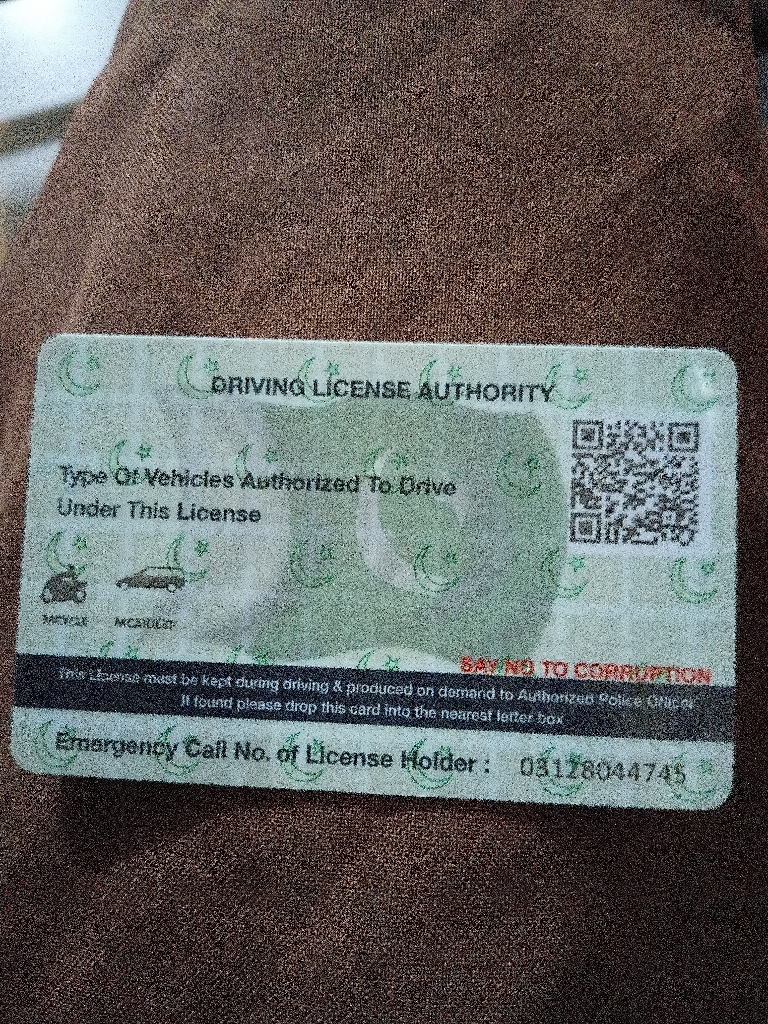 DRIVING LICENSE AUTHORITY
Type Of Vehicles Authorized To Drive
Under This License
M CYCLE
SAY NO TO CORRUPTION
This License must be kept during driving & produced on demand to Authorized Police Officer
If found please drop this card into the nearest letter box
Emergency Call No. of License Holder : 03128044745